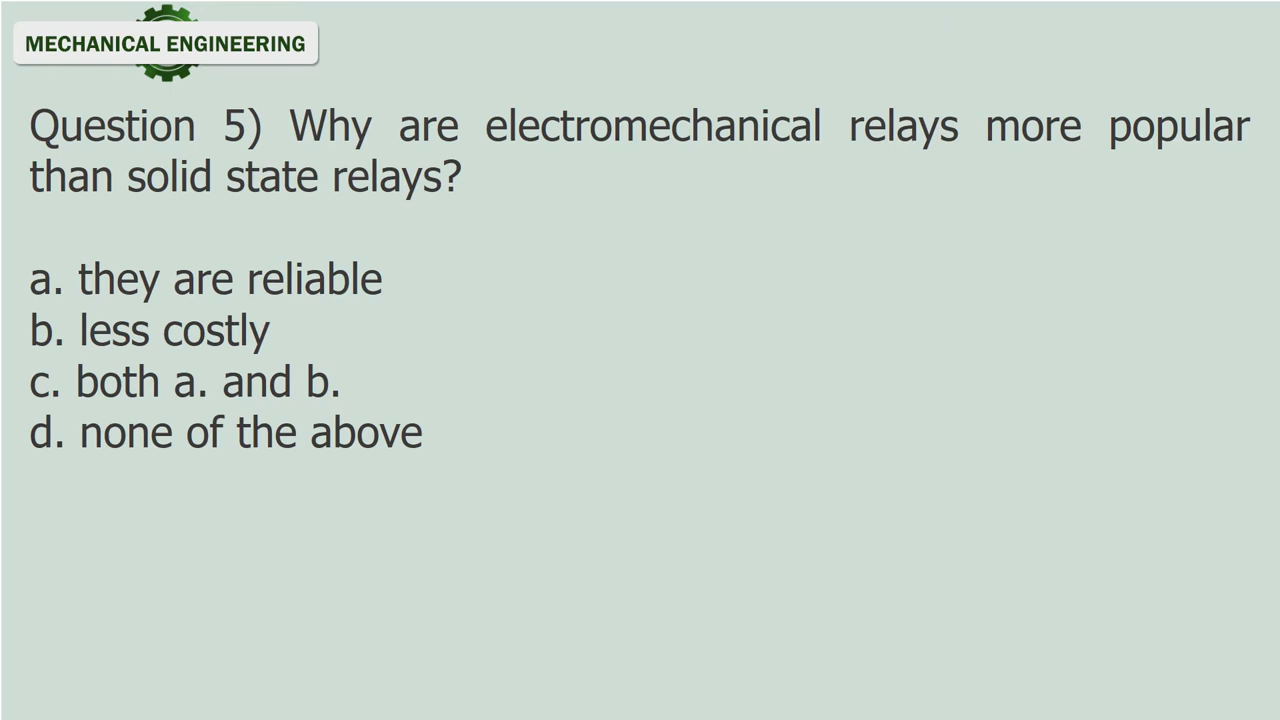 MECHANICAL ENGINEERING
Question 5) Why are electromechanical relays more popular
than solid state relays?
a. they are reliable
b. less costly
c. both a. and b.
d. none of the above